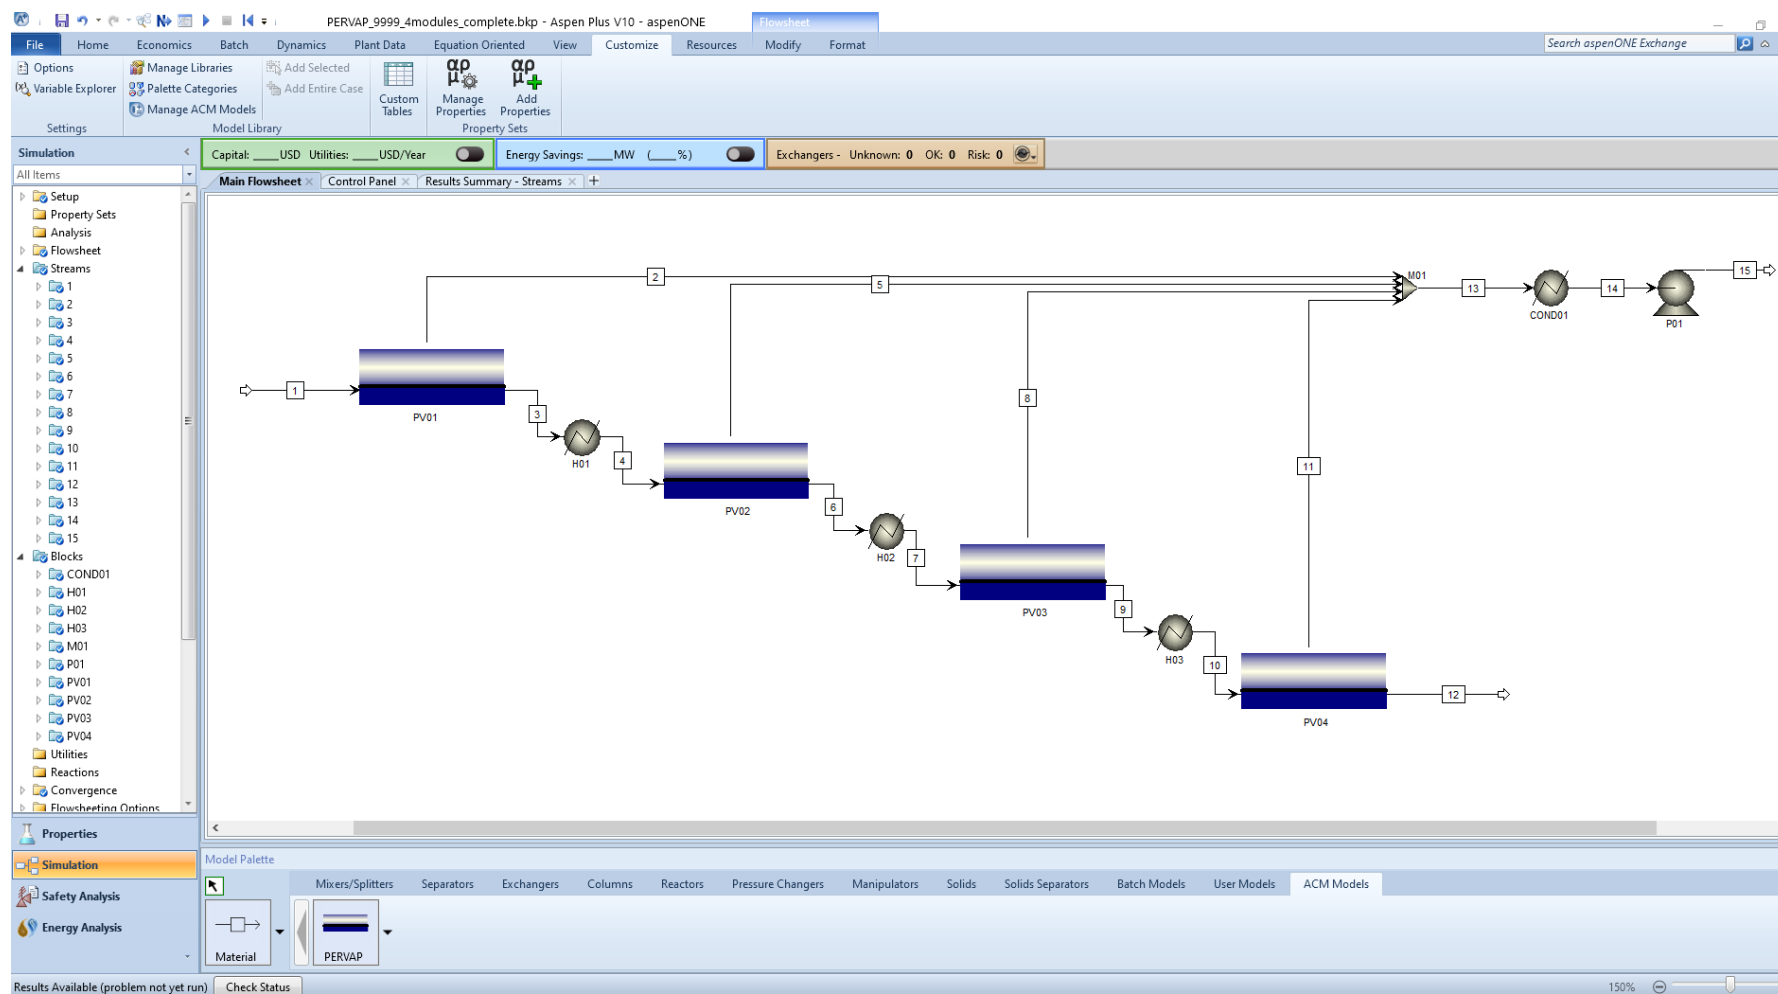 PERVAP_9999_4modules_complete.bkp - Aspen Plus V10 - aspenONE
Flowsheet
File Home Economics Batch Dynamics Plant Data Equation Oriented View Customize Resources Modify Format
Search aspenONE Exchange
Options
Variable Explorer
Settings
Manage Libraries
Palette Categories
Manage ACM Models
Add Selected
Add Entire Case
Model Library
Custom Tables
Manage Properties
Add Properties
Property Sets
Simulation
All Items
Capital: ____USD Utilities: ____USD/Year
Energy Savings: ____MW (____%)
Exchangers - Unknown: 0 OK: 0 Risk: 0
Main Flowsheet
Control Panel
Results Summary - Streams
Setup
Property Sets
Analysis
Flowsheet
Streams
1
2
3
4
5
6
7
8
9
10
11
12
13
14
15
Blocks
COND01
H01
H02
H03
M01
P01
PV01
PV02
PV03
PV04
Utilities
Reactions
Convergence
Flowsheeting Options
Properties
Simulation
Safety Analysis
Energy Analysis
2
5
M01
13
14
15
COND01
P01
1
PV01
3
H01
4
PV02
6
H02
7
8
PV03
9
H03
10
11
PV04
12
Model Palette
Mixers/Splitters Separators Exchangers Columns Reactors Pressure Changers Manipulators Solids Solids Separators Batch Models User Models ACM Models
Material
PERVAP
Results Available (problem not yet run)
Check Status
150%